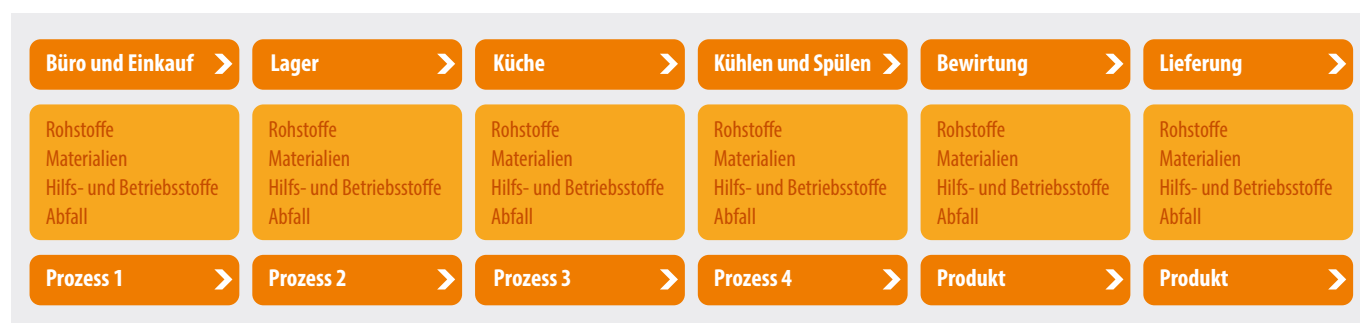 Büro und Einkauf
Lager
Küche
Kühlen und Spülen
Bewirtung
Lieferung
Rohstoffe
Materialien
Hilfs- und Betriebsstoffe
Abfall
Rohstoffe
Materialien
Hilfs- und Betriebsstoffe
Abfall
Rohstoffe
Materialien
Hilfs- und Betriebsstoffe
Abfall
Rohstoffe
Materialien
Hilfs- und Betriebsstoffe
Abfall
Rohstoffe
Materialien
Hilfs- und Betriebsstoffe
Abfall
Rohstoffe
Materialien
Hilfs- und Betriebsstoffe
Abfall
Prozess 1
Prozess 2
Prozess 3
Prozess 4
Produkt
Produkt